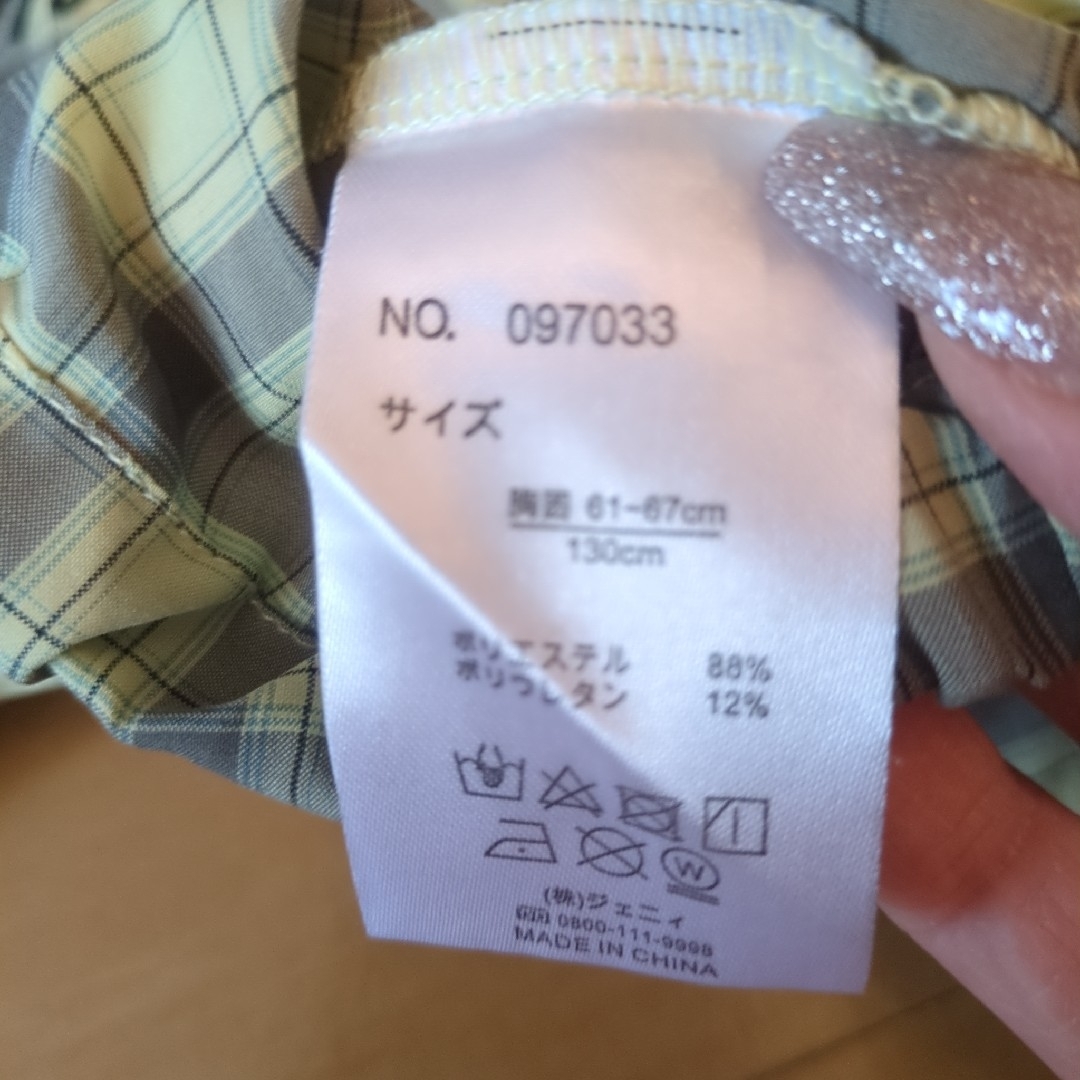 NO. 097033
サイズ
胸囲 61-67cm
130cm
ポリエステル 88%
ポリウレタン 12%
W
(株)ジェニィ
0800-111-9998
MADE IN CHINA